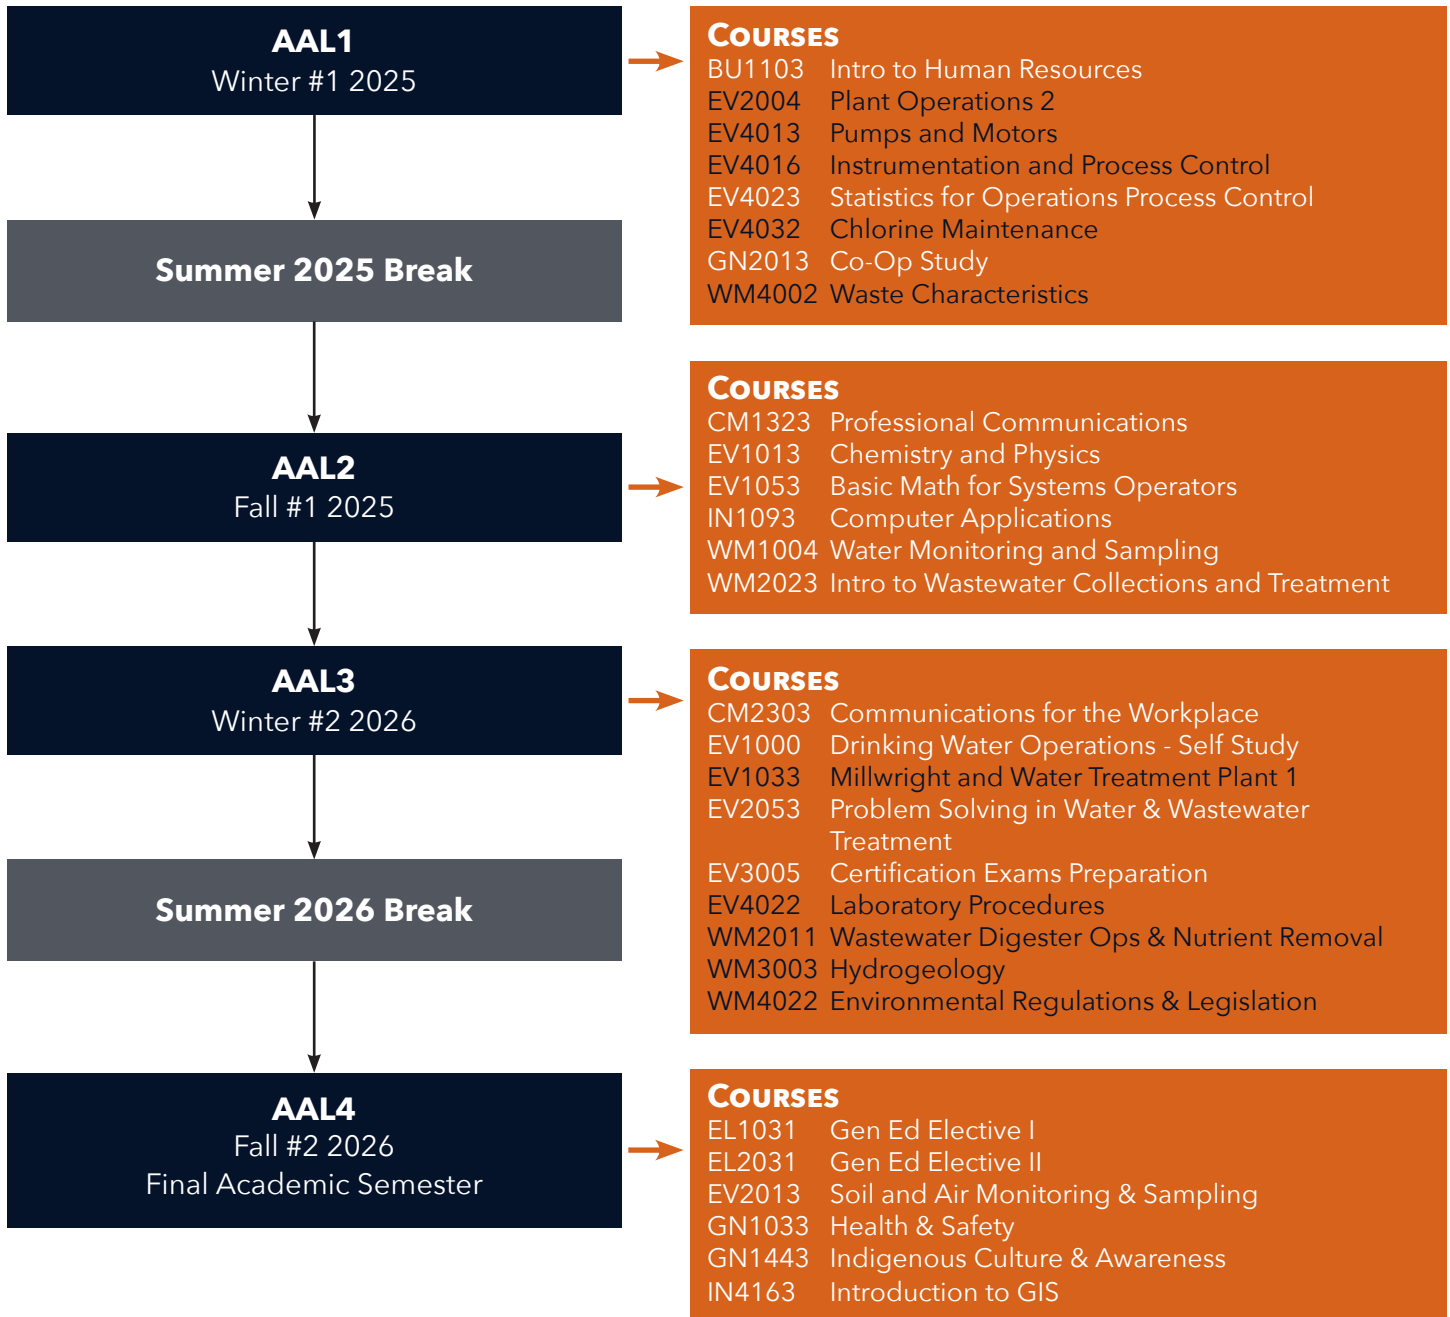 AAL1
Winter #1 2025
COURSES
BU1103 Intro to Human Resources
EV2004 Plant Operations 2
EV4013 Pumps and Motors
EV4016 Instrumentation and Process Control
EV4023 Statistics for Operations Process Control
EV4032 Chlorine Maintenance
GN2013 Co-Op Study
WM4002 Waste Characteristics
Summer 2025 Break
AAL2
Fall #1 2025
COURSES
CM1323 Professional Communications
EV1013 Chemistry and Physics
EV1053 Basic Math for Systems Operators
IN1093 Computer Applications
WM1004 Water Monitoring and Sampling
WM2023 Intro to Wastewater Collections and Treatment
AAL3
Winter #2 2026
COURSES
CM2303 Communications for the Workplace
EV1000 Drinking Water Operations - Self Study
EV1033 Millwright and Water Treatment Plant 1
EV2053 Problem Solving in Water & Wastewater
Treatment
EV3005 Certification Exams Preparation
EV4022 Laboratory Procedures
WM2011 Wastewater Digester Ops & Nutrient Removal
WM3003 Hydrogeology
WM4022 Environmental Regulations & Legislation
Summer 2026 Break
AAL4
Fall #2 2026
Final Academic Semester
COURSES
EL1031 Gen Ed Elective I
EL2031 Gen Ed Elective II
EV2013 Soil and Air Monitoring & Sampling
GN1033 Health & Safety
GN1443 Indigenous Culture & Awareness
IN4163 Introduction to GIS